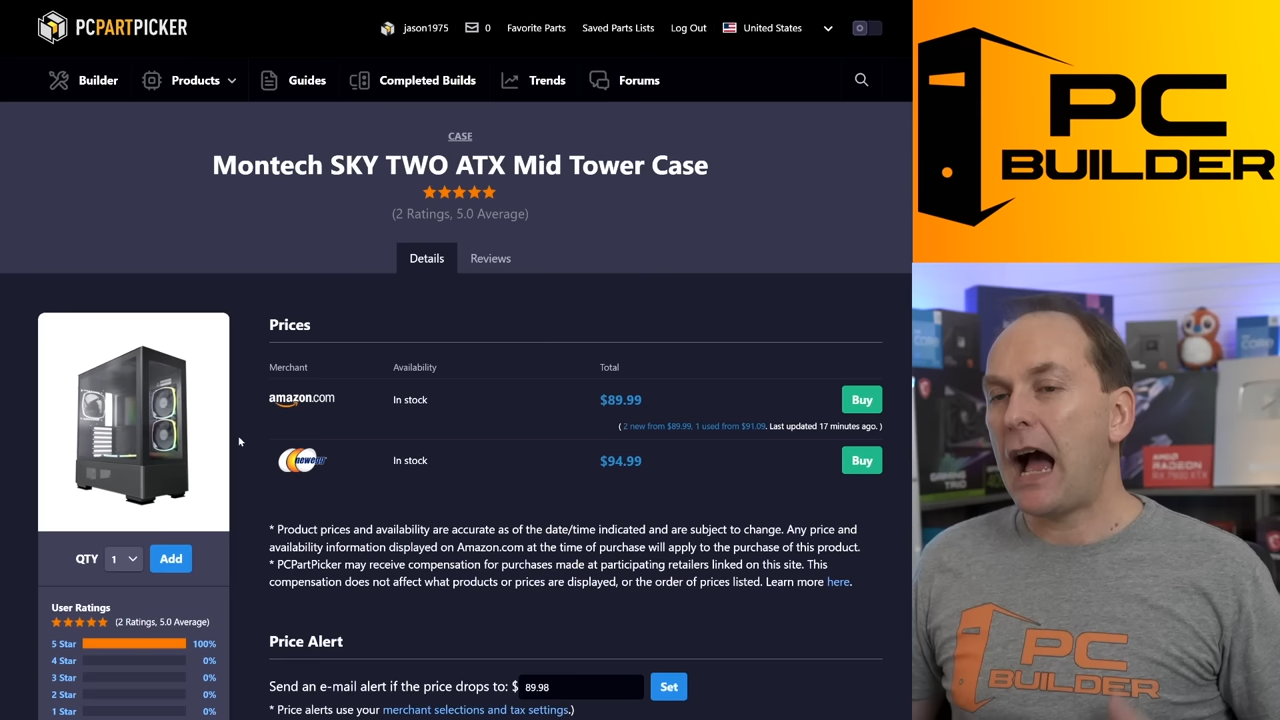 PCPARTPICKER
jason1975
0
Favorite Parts
Saved Parts Lists
Log Out
United States
Builder
Products
Guides
Completed Builds
Trends
Forums
CASE
Montech SKY TWO ATX Mid Tower Case
(2 Ratings, 5.0 Average)
Details
Reviews
Prices
Merchant
Availability
Total
amazon.com
In stock
$89.99
Buy
( 2 new from $89.99, 1 used from $91.09. Last updated 17 minutes ago. )
newegg
In stock
$94.99
Buy
* Product prices and availability are accurate as of the date/time indicated and are subject to change. Any price and
availability information displayed on Amazon.com at the time of purchase will apply to the purchase of this product.
* PCPartPicker may receive compensation for purchases made at participating retailers linked on this site. This
compensation does not affect what products or prices are displayed, or the order of prices listed. Learn more here.
QTY
1
Add
User Ratings
(2 Ratings, 5.0 Average)
5 Star
100%
4 Star
0%
3 Star
0%
2 Star
0%
1 Star
0%
Price Alert
Send an e-mail alert if the price drops to: $
89.98
Set
* Price alerts use your merchant selections and tax settings.)
PC
BUILDER
CORE
GAMING
TRIO
AMD
RADEON
RX 7900 XTX
PC
BUILDER